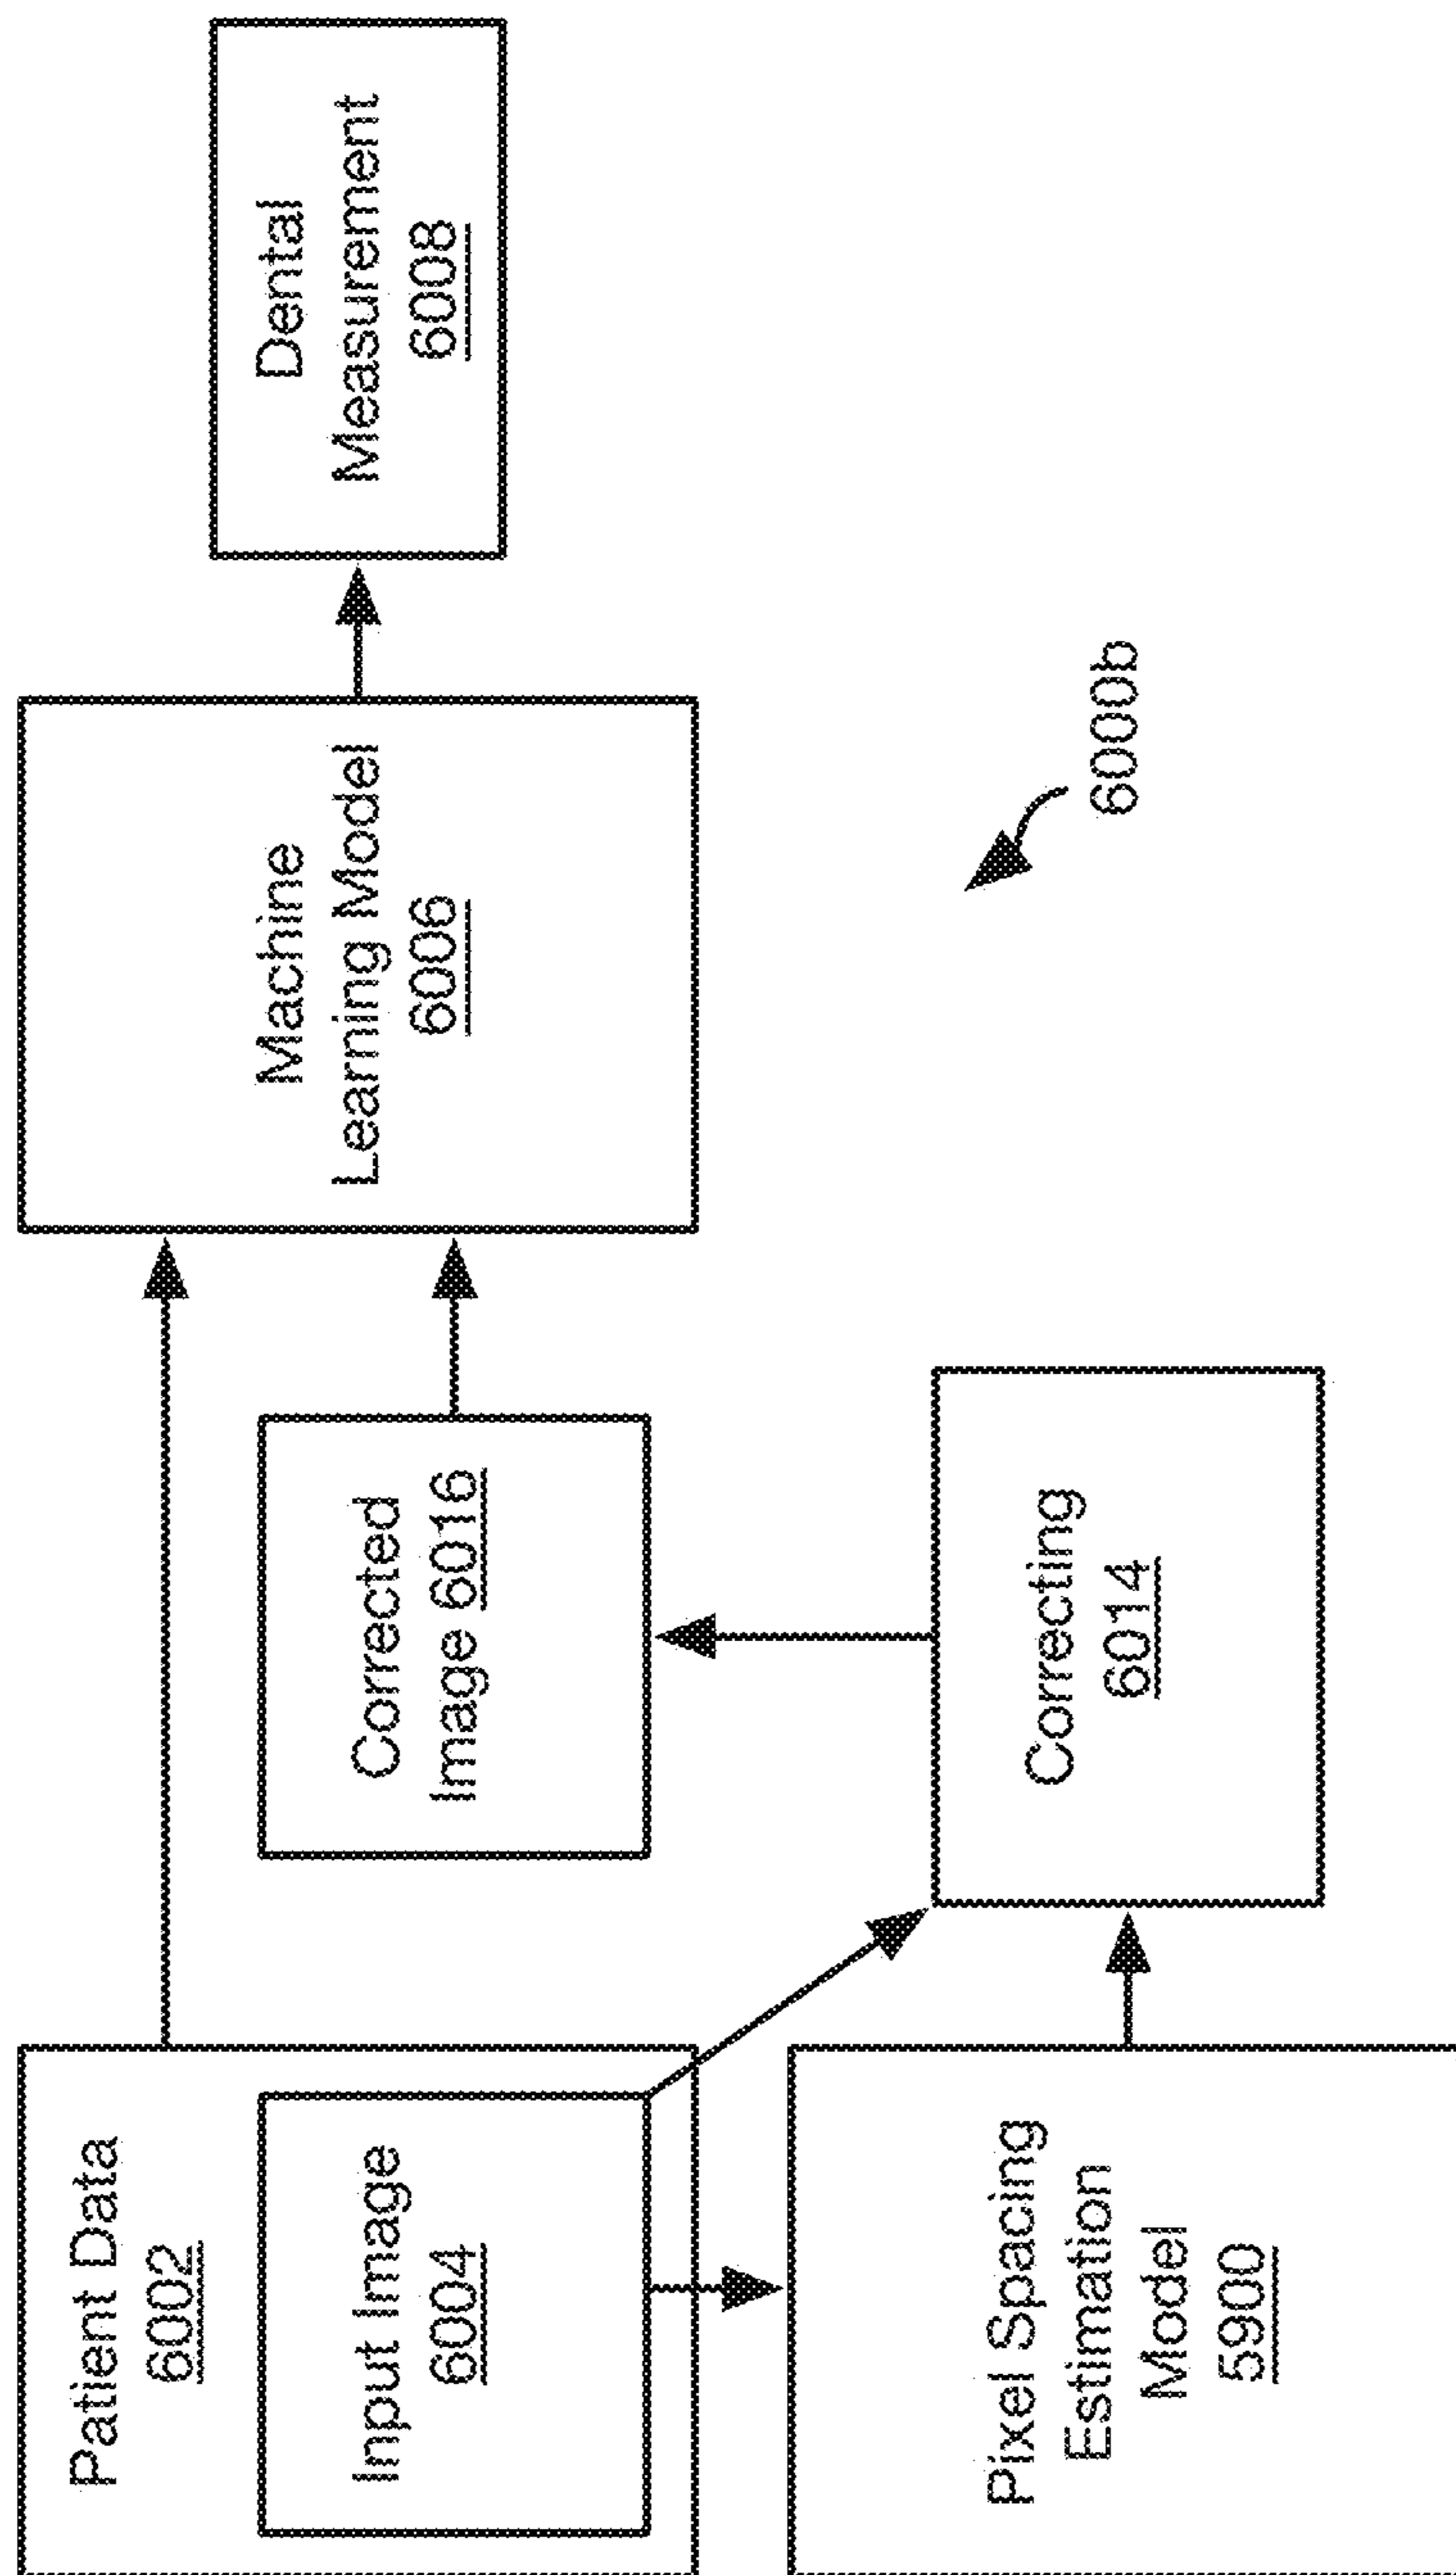 Patient Data
6002
Input Image
6004
Pixel Spacing
Estimation
Model
5900
Corrected
Image 6016
Correcting
6014
Machine
Learning Model
6006
Dental
Measurement
6008
6000b